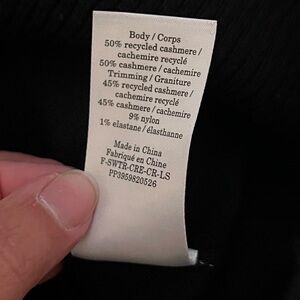 Body / Corps
50% recycled cashmere /
cachemire recyclé
50% cashmere / cachemire
Trimming / Graniture
45% recycled cashmere /
cachemire recyclé
45% cashmere / cachemire
9% nylon
1% elastane / élasthanne
Made in China
Fabriqué en Chine
F-SWTR-CRE-CR-LS
PP3959820526